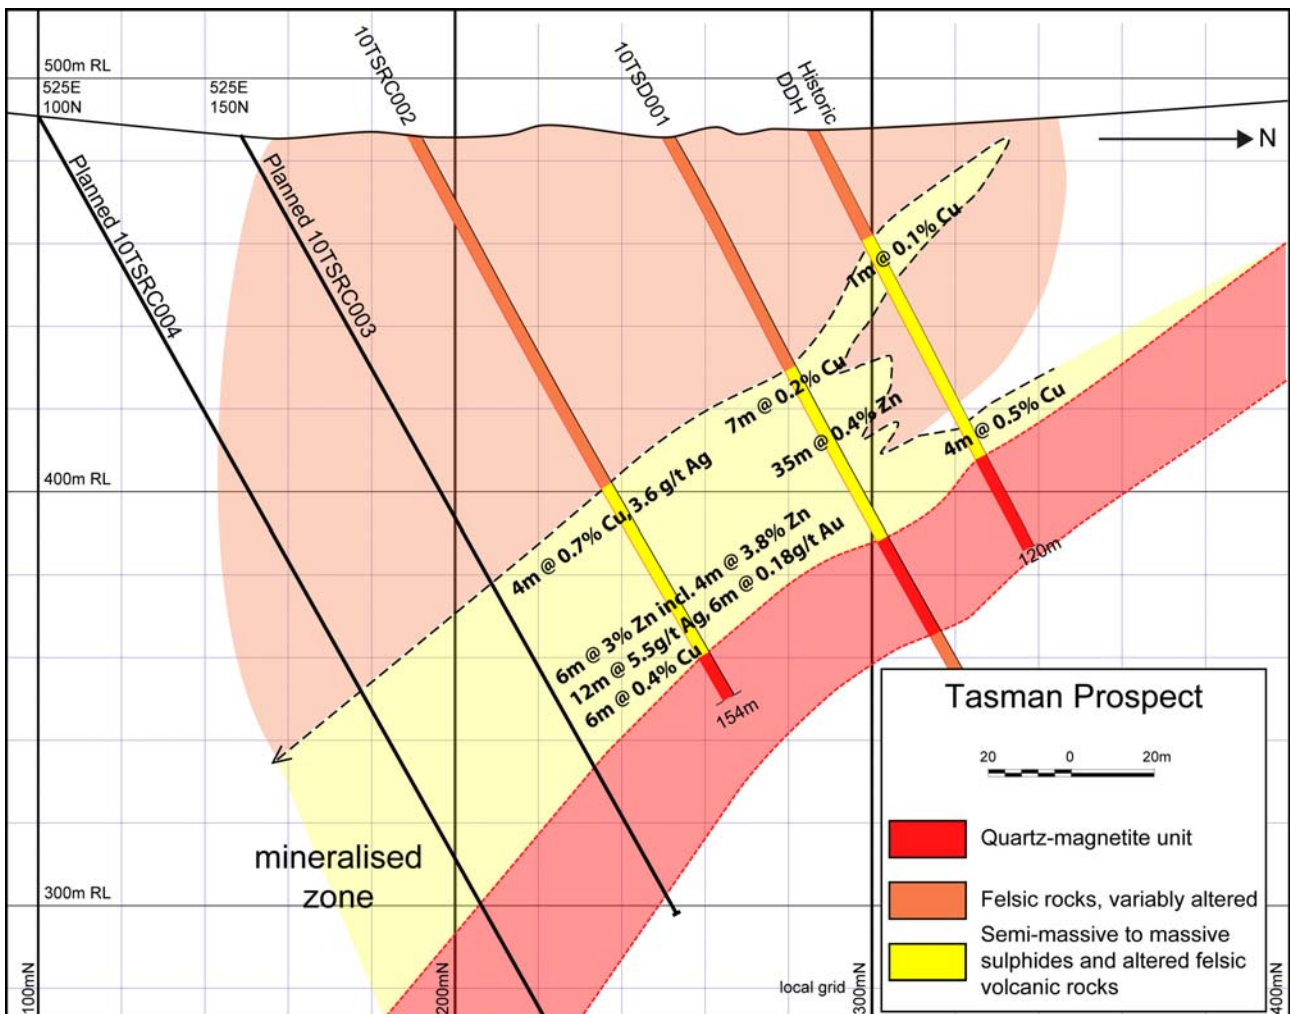 500m RL
525E
100N
525E
150N
10TSRC002
10TSD001
Historic
DDH
N
Planned 10TSRC004
Planned 10TSRC003
1m @ 0.1% Cu
7m @ 0.2% Cu
35m @ 0.4% Zn
4m @ 0.5% Cu
400m RL
4m @ 0.7% Cu, 3.6 g/t Ag
6m @ 3% Zn incl. 4m @ 3.8% Zn
12m @ 5.5g/t Ag, 6m @ 0.18g/t Au
6m @ 0.4% Cu
120m
154m
mineralised
zone
300m RL
100mN
200mN
local grid
300mN
400mN
Tasman Prospect
20 0 20m
Quartz-magnetite unit
Felsic rocks, variably altered
Semi-massive to massive
sulphides and altered felsic
volcanic rocks